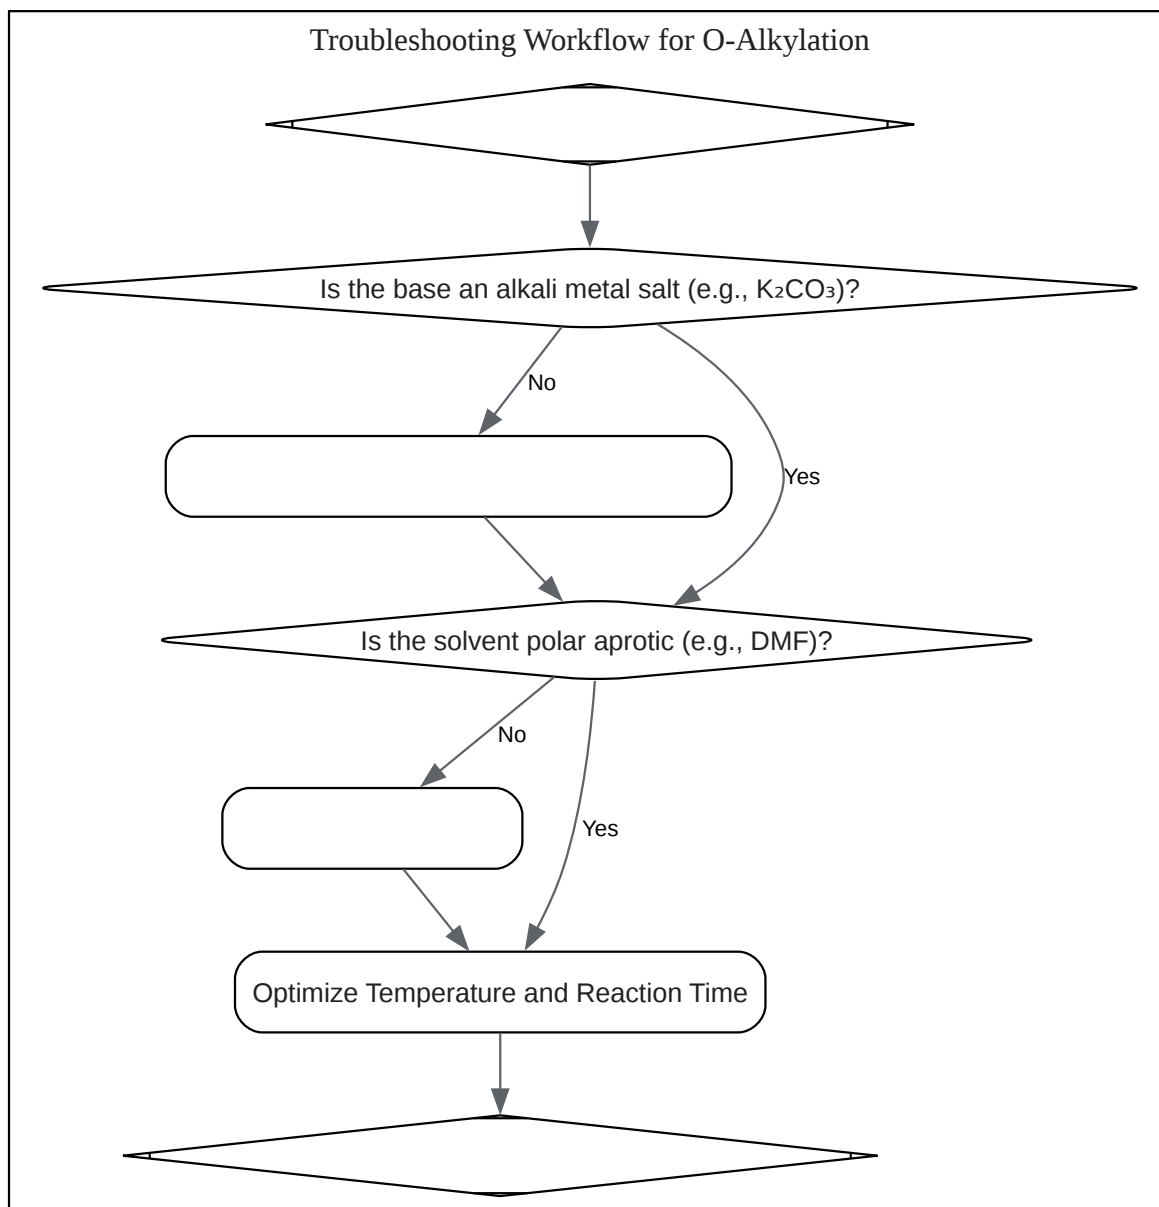 Troubleshooting Workflow for O-Alkylation
Is the base an alkali metal salt (e.g., K₂CO₃)?
No
Yes
Is the solvent polar aprotic (e.g., DMF)?
No
Yes
Optimize Temperature and Reaction Time